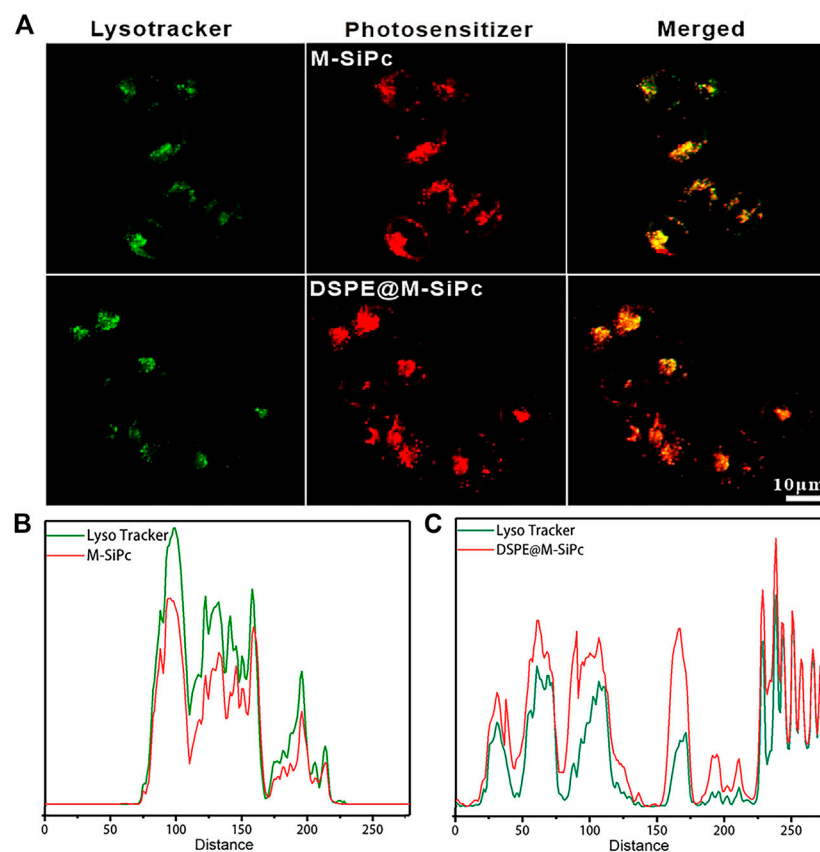 A
Lysotracker Photosensitizer Merged
M-SiPc
DSPE@M-SiPc
10μm
B
Lyso Tracker
M-SiPc
0 50 100 150 200 250
Distance
C
Lyso Tracker
DSPE@M-SiPc
0 50 100 150 200 250
Distance